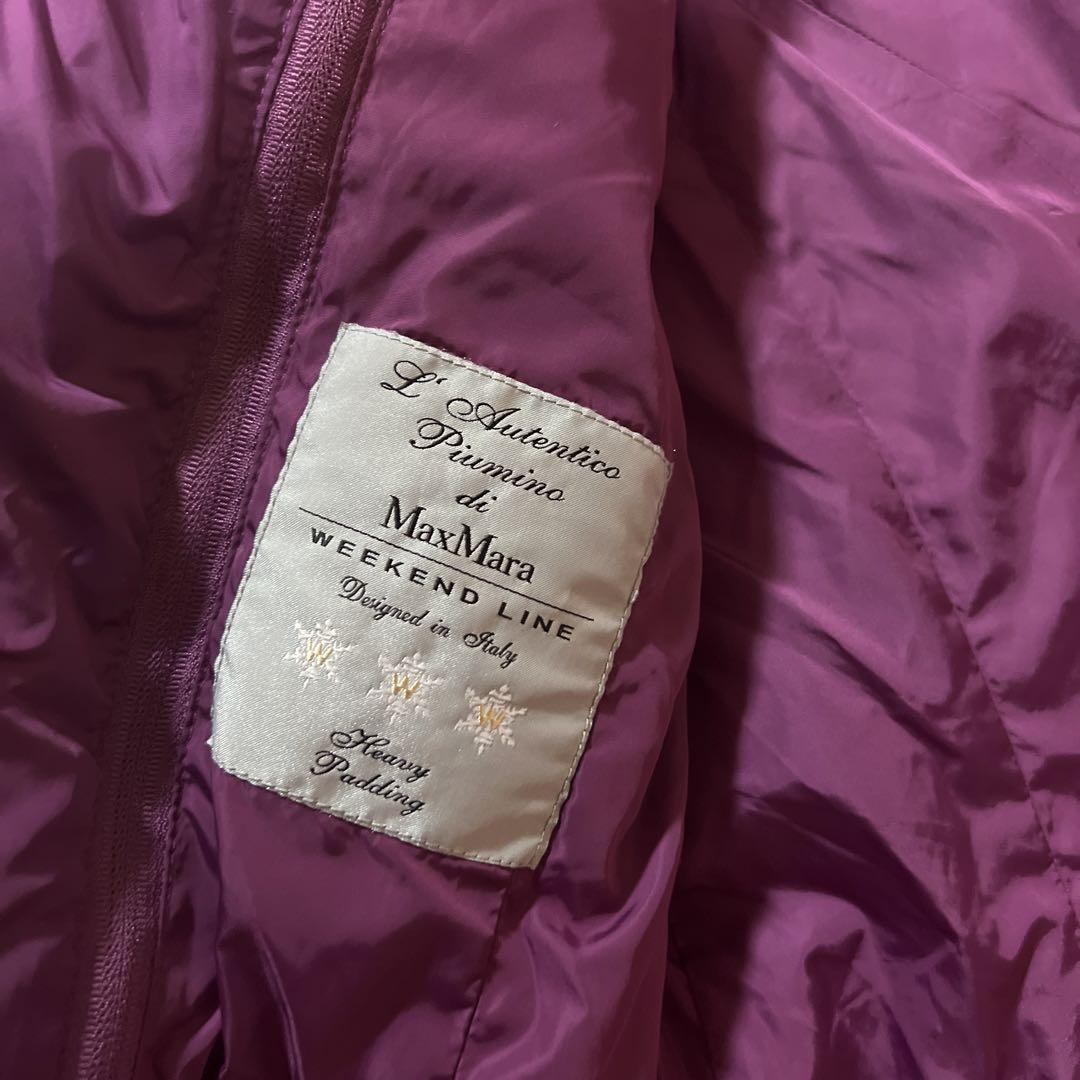 L' Autentico
Piumino
di
MaxMara
WEEKEND LINE
Designed in Italy
W W W
Heavy
Padding